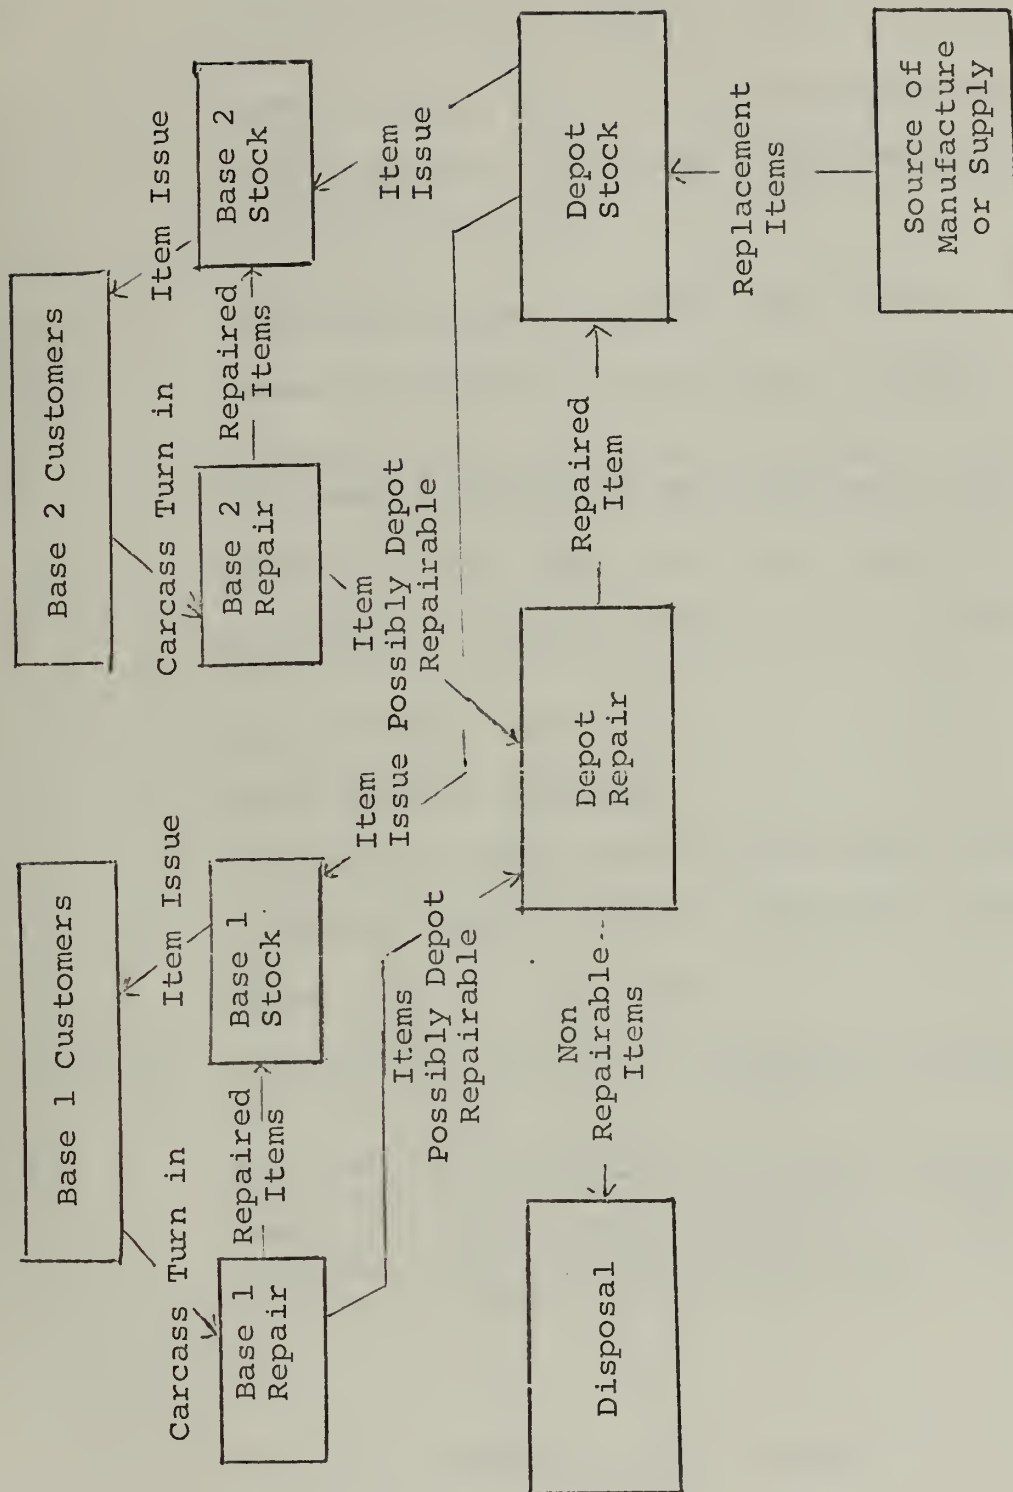 Base 1 Customers
Base 2 Customers
Carcass Turn in
Item Issue
Carcass Turn in
Item Issue
Base 1
Repair
Repaired
Items
Base 1
Stock
Base 2
Repair
Repaired
Items
Base 2
Stock
Items
Possibly Depot
Repairable
Item
Issue
Item
Possibly Depot
Repairable
Item
Issue
Disposal
Non
Repairable--
Items
Depot
Repair
Repaired
Item
Depot
Stock
Replacement
Items
Source of
Manufacture
or Supply